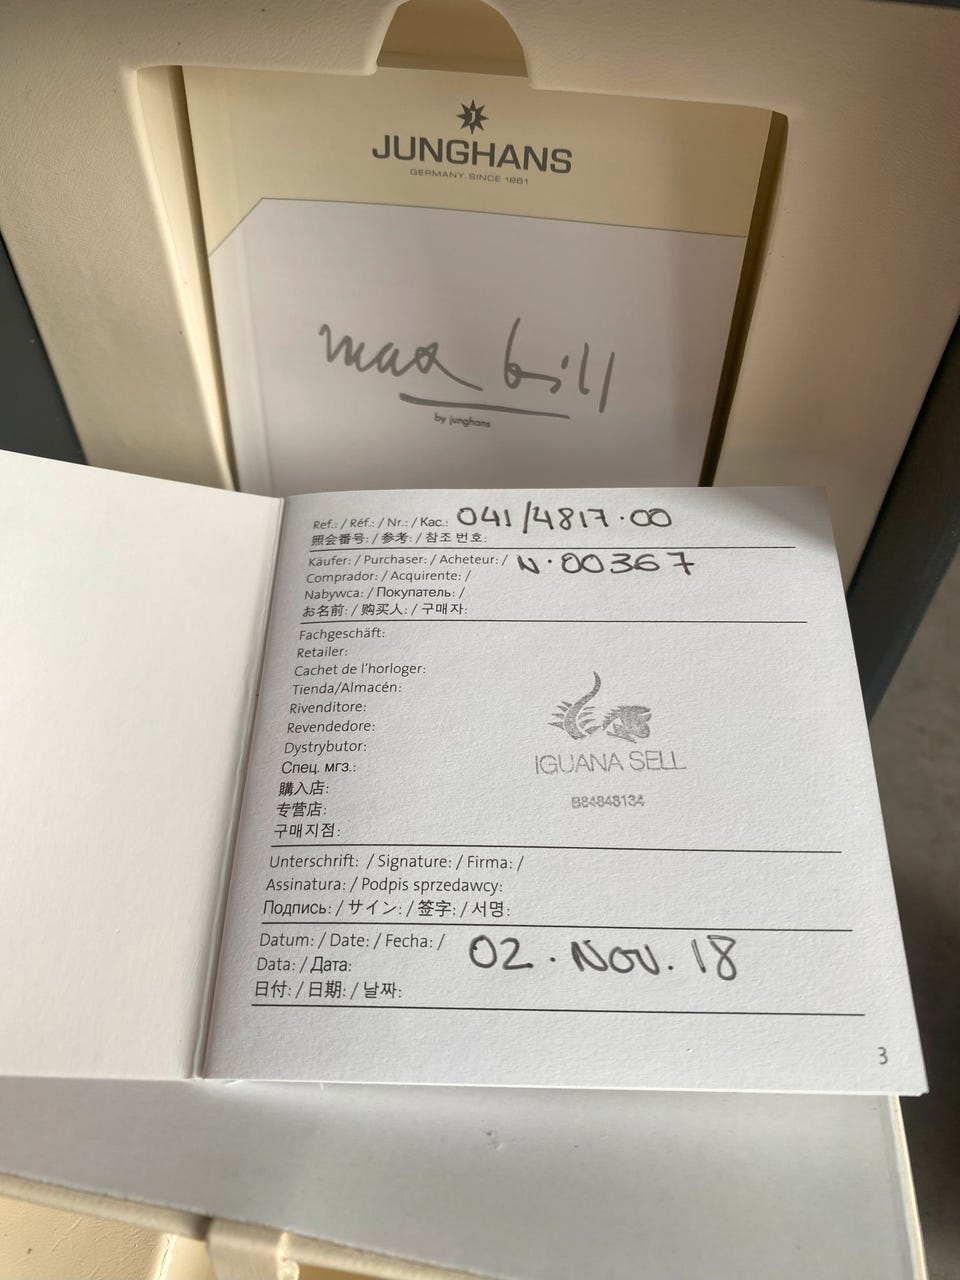 JUNGHANS
GERMANY. SINCE 1861
max bill
by junghans
Ref.: / Réf.: / Nr.: / Кас.: 041/4817.00
照会番号: / 参考: / 참조 번호:
Käufer: / Purchaser: / Acheteur: / N.00367
Comprador: / Acquirente: /
Nabywca: / Покупатель: /
お名前: / 购买人: / 구매자:
Fachgeschäft:
Retailer:
Cachet de l'horloger:
Tienda/Almacén:
Rivenditore:
Revendedore:
Dystrybutor:
Спец. мгз.:
購入店:
专营店:
구매지점:
IGUANA SELL
B84848134
Unterschrift: / Signature: / Firma: /
Assinatura: / Podpis sprzedawcy:
Подпись: / サイン: / 签字: / 서명:
Datum: / Date: / Fecha: / 02. NOV. 18
Data: / Дата:
日付: / 日期: / 날짜:
3